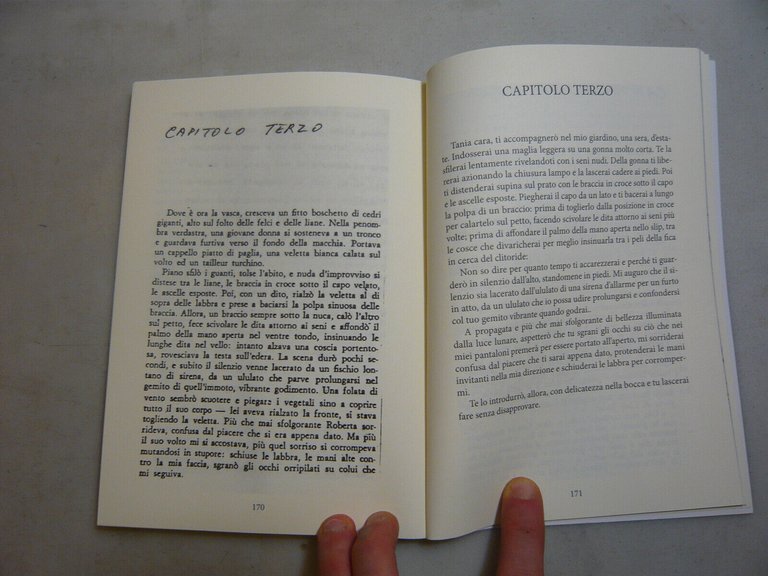 CAPITOLO TERZO
Dove è ora la vasca, cresceva un fitto boschetto di cedri
giganti, alto sul folto delle felci e delle liane. Nella penom-
bra verdastra, una giovane donna si sosteneva a un tronco
e guardava furtiva verso il fondo della macchia. Portava
un cappello piatto di paglia, una veletta bianca calata sul
volto ed un tailleur turchino.
Piano sfilò i guanti, tolse l'abito, e nuda d'improvviso si
distese tra le liane, le braccia in croce sotto il capo velato,
le ascelle esposte. Poi, con un dito, rialzò la veletta al di
sopra delle labbra e prese a baciarsi la polpa sinuosa delle
braccia. Allora, un braccio sempre sotto la nuca, calò l'altro
sul petto, fece scivolare le dita attorno ai seni e affondò il
palmo della mano aperta nel ventre tondo, insinuando le
lunghe dita nel vello: intanto alzava una coscia portento-
sa, rovesciava la testa sull'edera. La scena durò pochi se-
condi, e subito il silenzio venne lacerato da un fischio lon-
tano di sirena, da un ululato che parve prolungarsi nel
gemito di quell'immoto, vibrante godimento. Una folata di
vento sembrò scuotere e piegare i vegetali sino a coprire
tutto il suo corpo — lei aveva rialzato la fronte, si stava
togliendo la veletta. Più che mai sfolgorante Roberta sor-
rideva, confusa dal piacere che si era appena dato. Ma più
il suo volto mi si accostava, più quel sorriso si corrompeva
mutandosi in stupore: schiuse le labbra, le mani alte con-
tro la mia faccia, sgranò gli occhi orripilati su colui che
mi seguiva.
170
CAPITOLO TERZO
Tania cara, ti accompagnerò nel mio giardino, una sera, d'esta-
te. Indosserai una maglia leggera su una gonna molto corta. Te la
sfilerai lentamente rivelandoti con i seni nudi. Della gonna ti libe-
rerai azionando la chiusura lampo e la lascerai cadere ai piedi. Poi
ti distenderai supina sul prato con le braccia in croce sotto il capo
e le ascelle esposte. Piegherai il capo da un lato e ti bacerai a lungo
la polpa di un braccio: prima di toglierlo dalla posizione in croce
per calartelo sul petto, facendo scivolare le dita attorno ai seni più
volte; prima di affondare il palmo della mano aperta nello slip, tra
le cosce che divaricherai per meglio insinuarla tra i peli della fica
in cerca del clitoride:
Non so dire per quanto tempo ti accarezzerai e perché ti guar-
derò in silenzio dall'alto, standomene in piedi. Mi auguro che il si-
lenzio sia lacerato dall'ululato di una sirena d'allarme per un furto
in atto, da un ululato che io possa udire prolungarsi e confondersi
col tuo gemito vibrante quando godrai.
A propagata e più che mai sfolgorante di bellezza illuminata
dalla luce lunare, aspetterò che tu sgrani gli occhi su ciò che nei
miei pantaloni premerà per essere portato all'aperto, mi sorriderai
confusa dal piacere che ti sarai appena dato, protenderai le mani
invitanti nella mia direzione e schiuderai le labbra per corromper-
mi.
Te lo introdurrò, allora, con delicatezza nella bocca e tu lascerai
fare senza disapprovare.
171